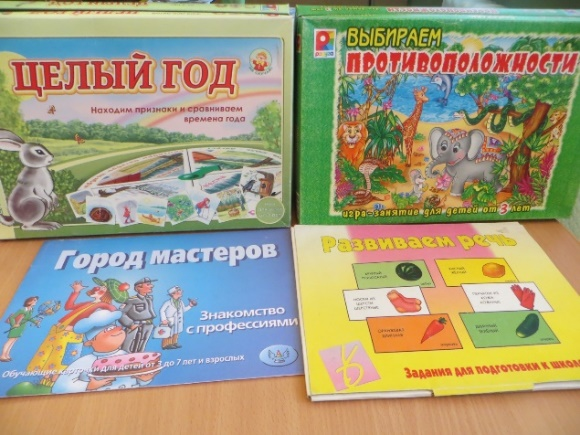 ЦЕЛЫЙ ГОД
Находим признаки и сравниваем
времена года
ВЫБИРАЕМ
ПРОТИВОПОЛОЖНОСТИ
игра-занятие для детей от 3 лет
Город мастеров
Знакомство
с профессиями
Обучающие карточки для детей от 3 до 7 лет и взрослых
Развиваем речь
Задания для подготовки к школе